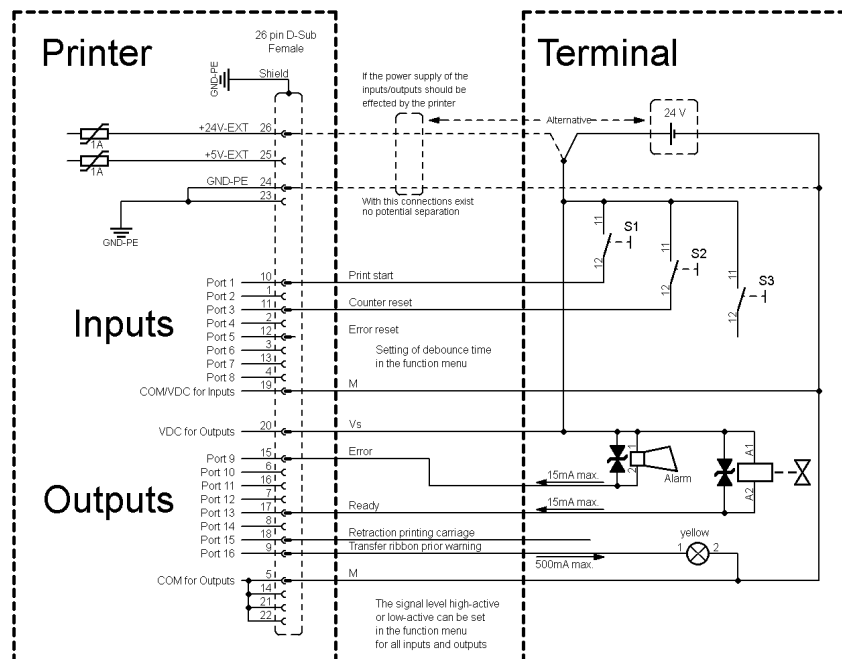 Printer
26 pin D-Sub
Female
Terminal
Shield
GND-PE
If the power supply of the
inputs/outputs should be
effected by the printer
Alternative
24 V
+24V-EXT 26
1A
+5V-EXT 25
1A
GND-PE 24
23
GND-PE
With this connections exist
no potential separation
11
S1
12
11
S2
12
11
S3
12
Inputs
Port 1 10 Print start
Port 2 1
Port 3 11 Counter reset
Port 4 2
Port 5 12 Error reset
Port 6 3
Port 7 13
Port 8 4
Setting of debounce time
in the function menu
COM/VDC for Inputs 19 M
VDC for Outputs 20 Vs
Outputs
Port 9 15 Error
Port 10 6
Port 11 16
Port 12 7
Port 13 17 Ready
Port 14 8
Port 15 18 Retraction printing carriage
Port 16 9 Transfer ribbon prior warning
15mA max.
15mA max.
500mA max.
1
2
Alarm
A1
A2
yellow
1 2
COM for Outputs 5 M
14
21
22
The signal level high-active
or low-active can be set
in the function menu
for all inputs and outputs